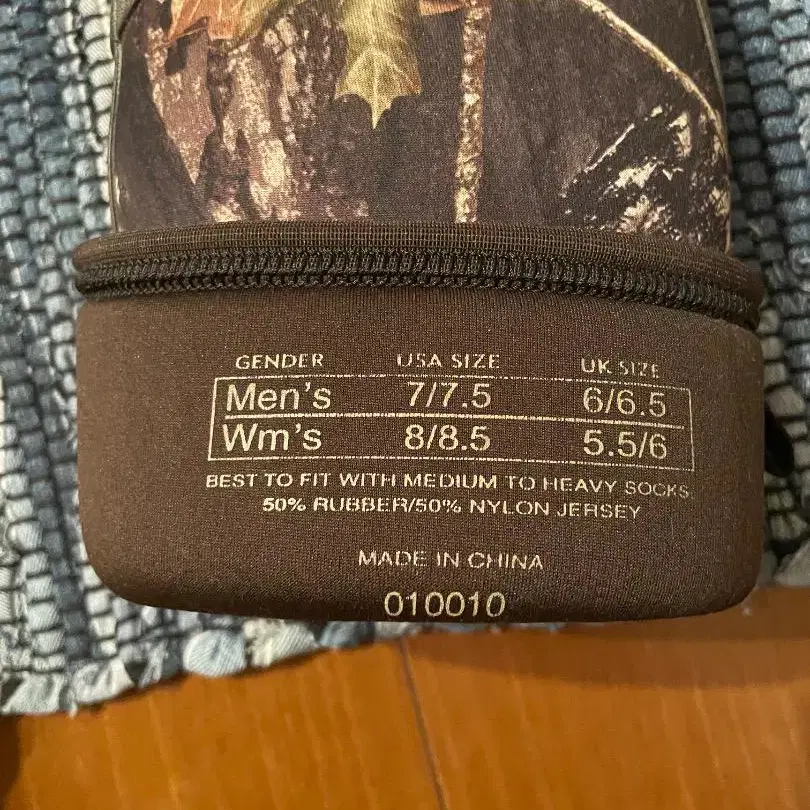 GENDER USA SIZE UK SIZE
Men's 7/7.5 6/6.5
Wm's 8/8.5 5.5/6
BEST TO FIT WITH MEDIUM TO HEAVY SOCKS
50% RUBBER/50% NYLON JERSEY
MADE IN CHINA
010010